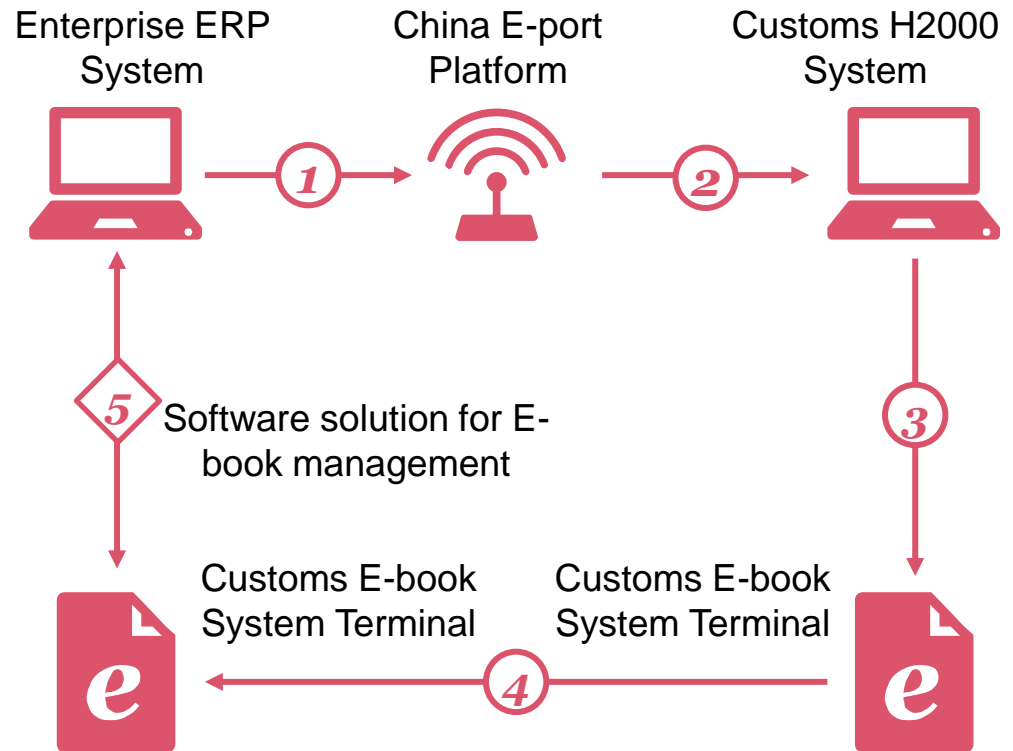 Enterprise ERP
System
China E-port
Platform
Customs H2000
System
1
2
5
Software solution for E-
book management
3
Customs E-book
System Terminal
Customs E-book
System Terminal
e
4
e